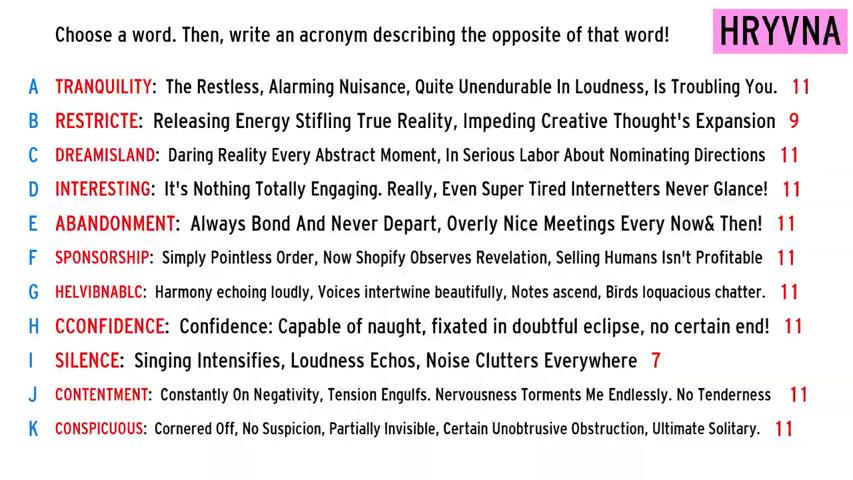 Choose a word. Then, write an acronym describing the opposite of that word!
HRYVNA
A TRANQUILITY: The Restless, Alarming Nuisance, Quite Unendurable In Loudness, Is Troubling You. 11
B RESTRICTE: Releasing Energy Stifling True Reality, Impeding Creative Thought's Expansion 9
C DREAMISLAND: Daring Reality Every Abstract Moment, In Serious Labor About Nominating Directions 11
D INTERESTING: It's Nothing Totally Engaging. Really, Even Super Tired Internetters Never Glance! 11
E ABANDONMENT: Always Bond And Never Depart, Overly Nice Meetings Every Now& Then! 11
F SPONSORSHIP: Simply Pointless Order, Now Shopify Observes Revelation, Selling Humans Isn't Profitable 11
G HELVIBNABLC: Harmony echoing loudly, Voices intertwine beautifully, Notes ascend, Birds loquacious chatter. 11
H CCONFIDENCE: Confidence: Capable of naught, fixated in doubtful eclipse, no certain end! 11
I SILENCE: Singing Intensifies, Loudness Echos, Noise Clutters Everywhere 7
J CONTENTMENT: Constantly On Negativity, Tension Engulfs. Nervousness Torments Me Endlessly. No Tenderness 11
K CONSPICUOUS: Cornered Off, No Suspicion, Partially Invisible, Certain Unobtrusive Obstruction, Ultimate Solitary. 11